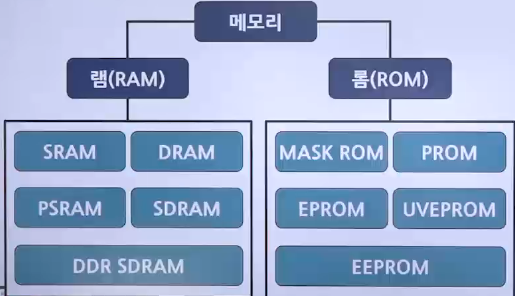 메모리
램(RAM)
롬(ROM)
SRAM DRAM
PSRAM SDRAM
DDR SDRAM
MASK ROM PROM
EPROM UVEPROM
EEPROM